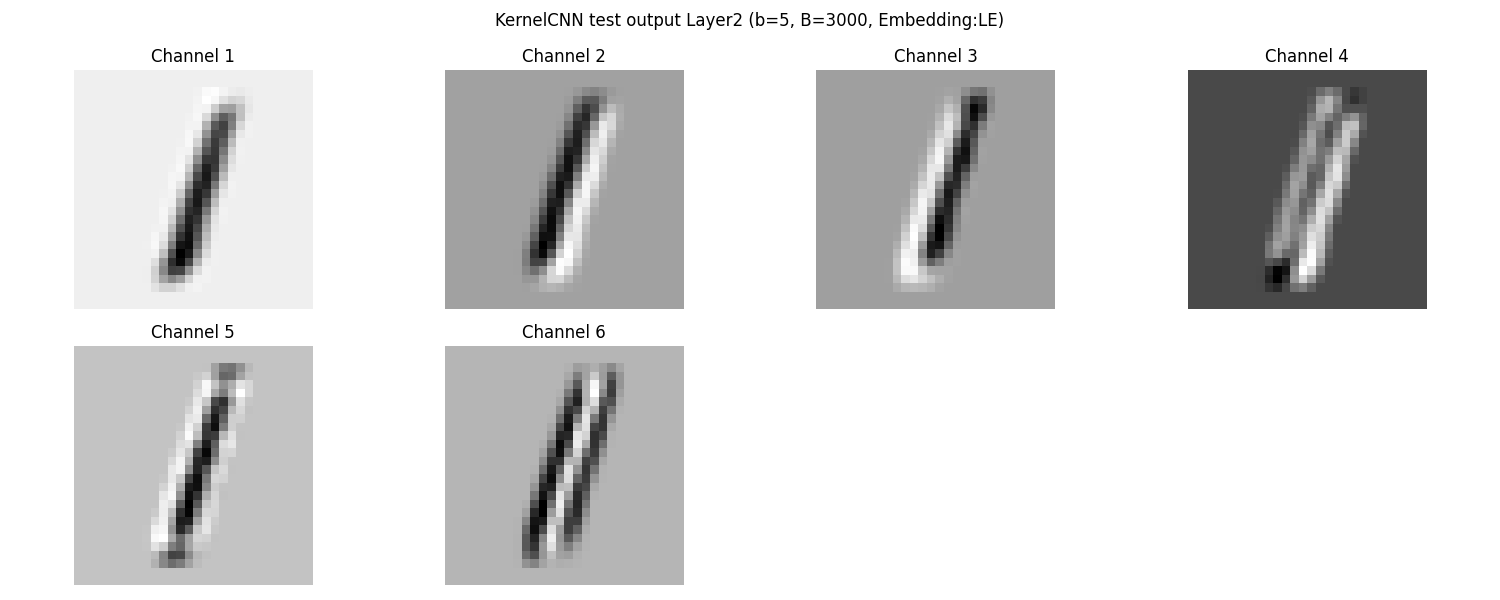 KernelCNN test output Layer2 (b=5, B=3000, Embedding:LE)
Channel 1
Channel 2
Channel 3
Channel 4
Channel 5
Channel 6